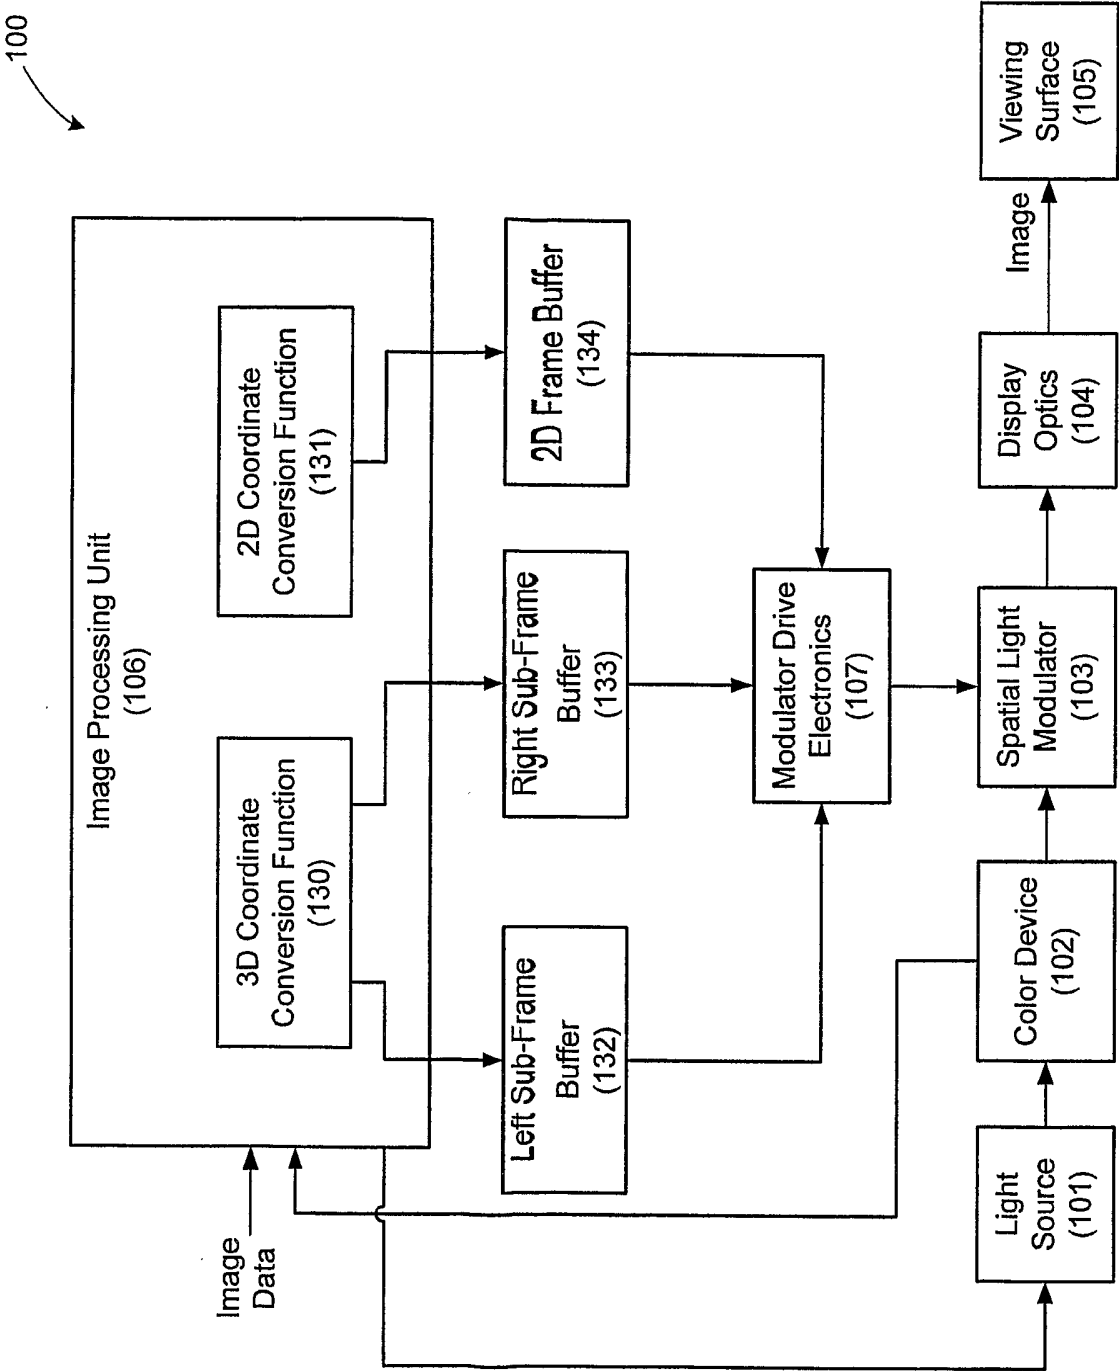 100
Image Processing Unit
(106)
3D Coordinate
Conversion Function
(130)
2D Coordinate
Conversion Function
(131)
Image
Data
Left Sub-Frame
Buffer
(132)
Right Sub-Frame
Buffer
(133)
2D Frame Buffer
(134)
Modulator Drive
Electronics
(107)
Light
Source
(101)
Color Device
(102)
Spatial Light
Modulator
(103)
Display
Optics
(104)
Image
Viewing
Surface
(105)